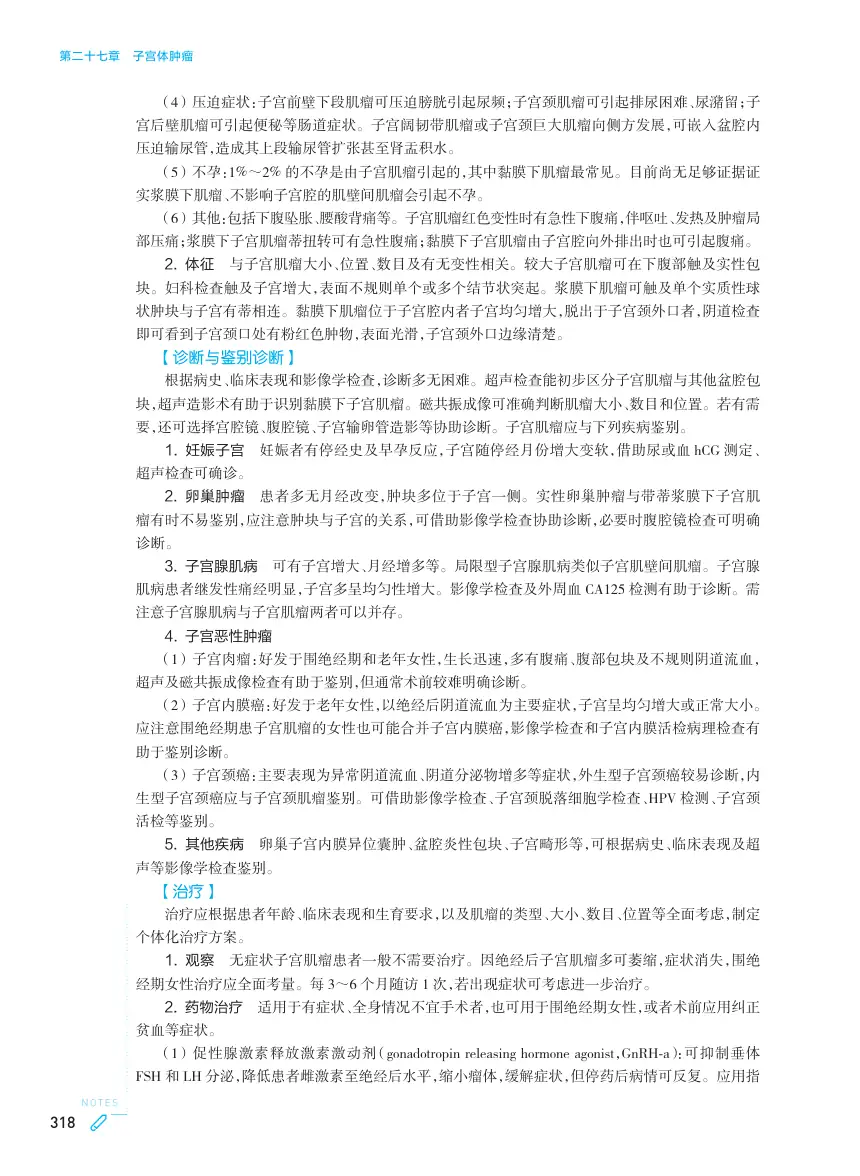 第二十七章　子宫体肿瘤
（4）压迫症状：子宫前壁下段肌瘤可压迫膀胱引起尿频；子宫颈肌瘤可引起排尿困难、尿潴留；子
宫后壁肌瘤可引起便秘等肠道症状。子宫阔韧带肌瘤或子宫颈巨大肌瘤向侧方发展，可嵌入盆腔内
压迫输尿管，造成其上段输尿管扩张甚至肾盂积水。
（5）不孕：1%～2% 的不孕是由子宫肌瘤引起的，其中黏膜下肌瘤最常见。目前尚无足够证据证
实浆膜下肌瘤、不影响子宫腔的肌壁间肌瘤会引起不孕。
（6）其他：包括下腹坠胀、腰酸背痛等。子宫肌瘤红色变性时有急性下腹痛，伴呕吐、发热及肿瘤局
部压痛；浆膜下子宫肌瘤蒂扭转可有急性腹痛；黏膜下子宫肌瘤由子宫腔向外排出时也可引起腹痛。
2. 体征　与子宫肌瘤大小、位置、数目及有无变性相关。较大子宫肌瘤可在下腹部触及实性包
块。妇科检查触及子宫增大，表面不规则单个或多个结节状突起。浆膜下肌瘤可触及单个实质性球
状肿块与子宫有蒂相连。黏膜下肌瘤位于子宫腔内者子宫均匀增大，脱出于子宫颈外口者，阴道检查
即可看到子宫颈口处有粉红色肿物，表面光滑，子宫颈外口边缘清楚。
【诊断与鉴别诊断】
根据病史、临床表现和影像学检查，诊断多无困难。超声检查能初步区分子宫肌瘤与其他盆腔包
块，超声造影术有助于识别黏膜下子宫肌瘤。磁共振成像可准确判断肌瘤大小、数目和位置。若有需
要，还可选择宫腔镜、腹腔镜、子宫输卵管造影等协助诊断。子宫肌瘤应与下列疾病鉴别。
1. 妊娠子宫　妊娠者有停经史及早孕反应，子宫随停经月份增大变软，借助尿或血 hCG 测定、
超声检查可确诊。
2. 卵巢肿瘤　患者多无月经改变，肿块多位于子宫一侧。实性卵巢肿瘤与带蒂浆膜下子宫肌
瘤有时不易鉴别，应注意肿块与子宫的关系，可借助影像学检查协助诊断，必要时腹腔镜检查可明确
诊断。
3. 子宫腺肌病　可有子宫增大、月经增多等。局限型子宫腺肌病类似子宫肌壁间肌瘤。子宫腺
肌病患者继发性痛经明显，子宫多呈均匀性增大。影像学检查及外周血 CA125 检测有助于诊断。需
注意子宫腺肌病与子宫肌瘤两者可以并存。
4. 子宫恶性肿瘤
（1）子宫肉瘤：好发于围绝经期和老年女性，生长迅速，多有腹痛、腹部包块及不规则阴道流血，
超声及磁共振成像检查有助于鉴别，但通常术前较难明确诊断。
（2）子宫内膜癌：好发于老年女性，以绝经后阴道流血为主要症状，子宫呈均匀增大或正常大小。
应注意围绝经期患子宫肌瘤的女性也可能合并子宫内膜癌，影像学检查和子宫内膜活检病理检查有
助于鉴别诊断。
（3）子宫颈癌：主要表现为异常阴道流血、阴道分泌物增多等症状，外生型子宫颈癌较易诊断，内
生型子宫颈癌应与子宫颈肌瘤鉴别。可借助影像学检查、子宫颈脱落细胞学检查、HPV 检测、子宫颈
活检等鉴别。
5. 其他疾病　卵巢子宫内膜异位囊肿、盆腔炎性包块、子宫畸形等，可根据病史、临床表现及超
声等影像学检查鉴别。
【治疗】
治疗应根据患者年龄、临床表现和生育要求，以及肌瘤的类型、大小、数目、位置等全面考虑，制定
个体化治疗方案。
1. 观察　无症状子宫肌瘤患者一般不需要治疗。因绝经后子宫肌瘤多可萎缩，症状消失，围绝
经期女性治疗应全面考量。每 3～6 个月随访 1 次，若出现症状可考虑进一步治疗。
2. 药物治疗　适用于有症状、全身情况不宜手术者，也可用于围绝经期女性，或者术前应用纠正
贫血等症状。
（1）促性腺激素释放激素激动剂（gonadotropin releasing hormone agonist，GnRH-a）：可抑制垂体
FSH 和 LH 分泌，降低患者雌激素至绝经后水平，缩小瘤体，缓解症状，但停药后病情可反复。应用指
NOTES
318